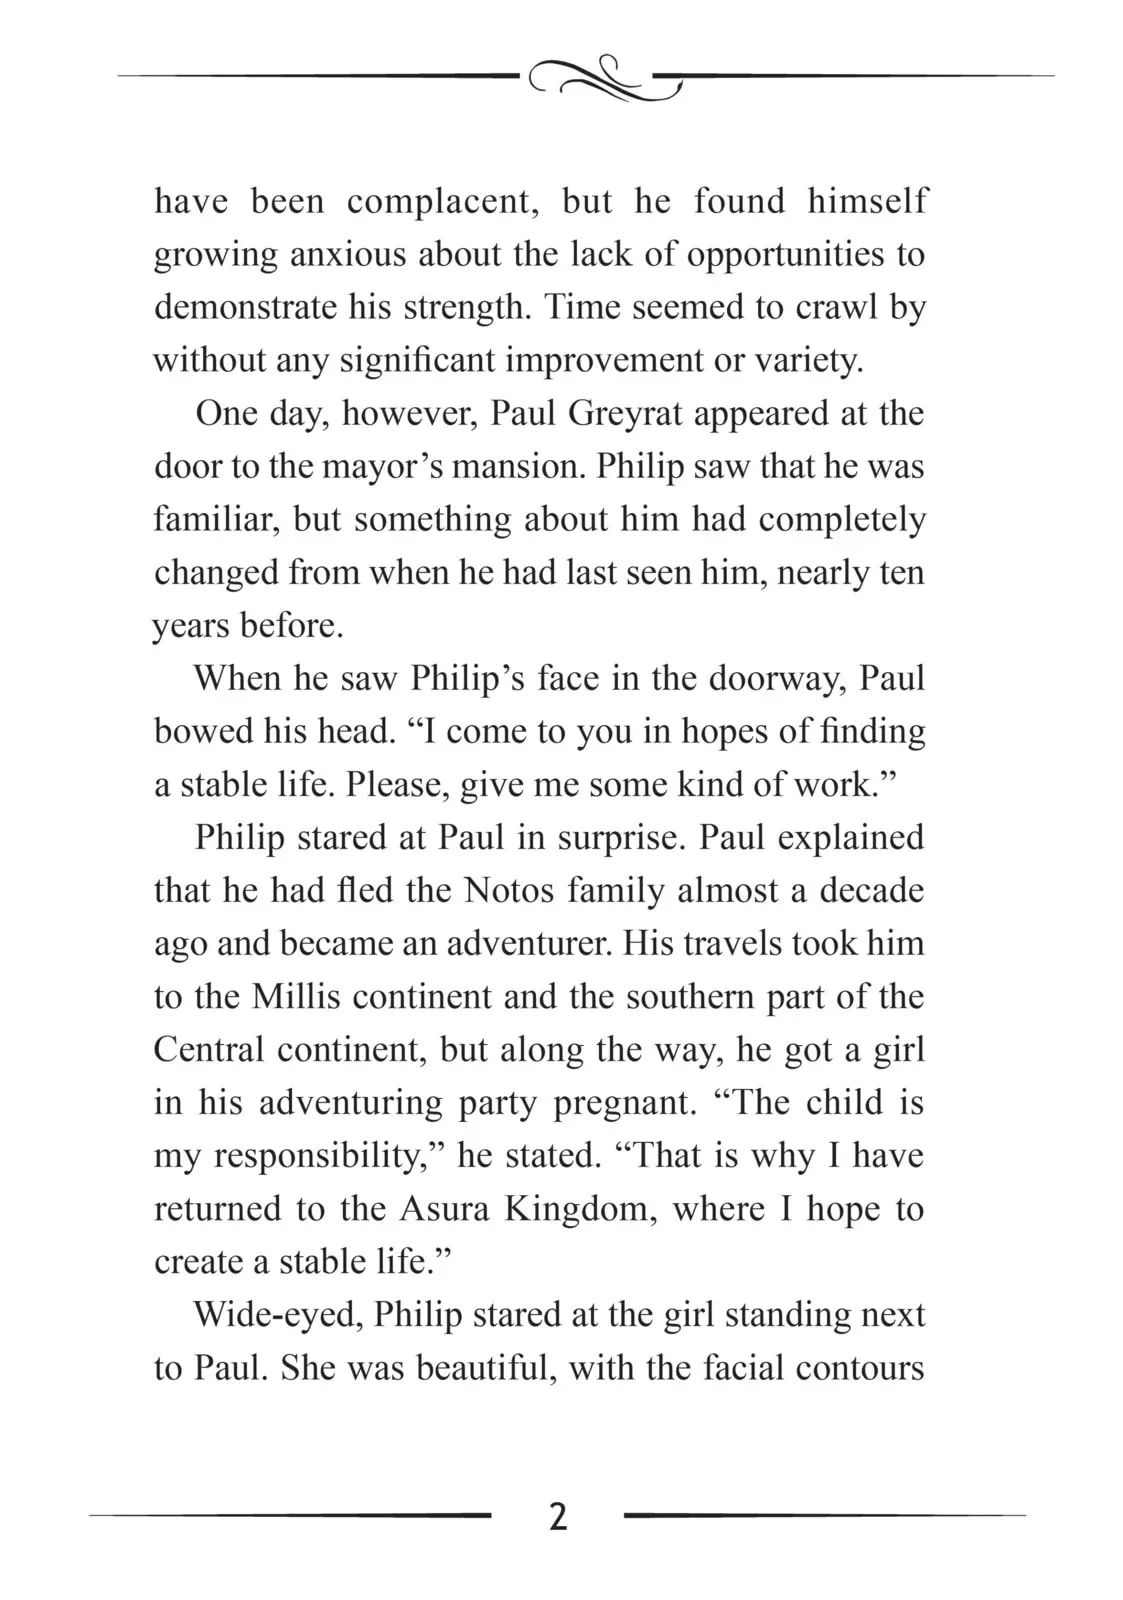 have been complacent, but he found himself
growing anxious about the lack of opportunities to
demonstrate his strength. Time seemed to crawl by
without any significant improvement or variety.
One day, however, Paul Greyrat appeared at the
door to the mayor’s mansion. Philip saw that he was
familiar, but something about him had completely
changed from when he had last seen him, nearly ten
years before.
When he saw Philip’s face in the doorway, Paul
bowed his head. “I come to you in hopes of finding
a stable life. Please, give me some kind of work.”
Philip stared at Paul in surprise. Paul explained
that he had fled the Notos family almost a decade
ago and became an adventurer. His travels took him
to the Millis continent and the southern part of the
Central continent, but along the way, he got a girl
in his adventuring party pregnant. “The child is
my responsibility,” he stated. “That is why I have
returned to the Asura Kingdom, where I hope to
create a stable life.”
Wide-eyed, Philip stared at the girl standing next
to Paul. She was beautiful, with the facial contours
2